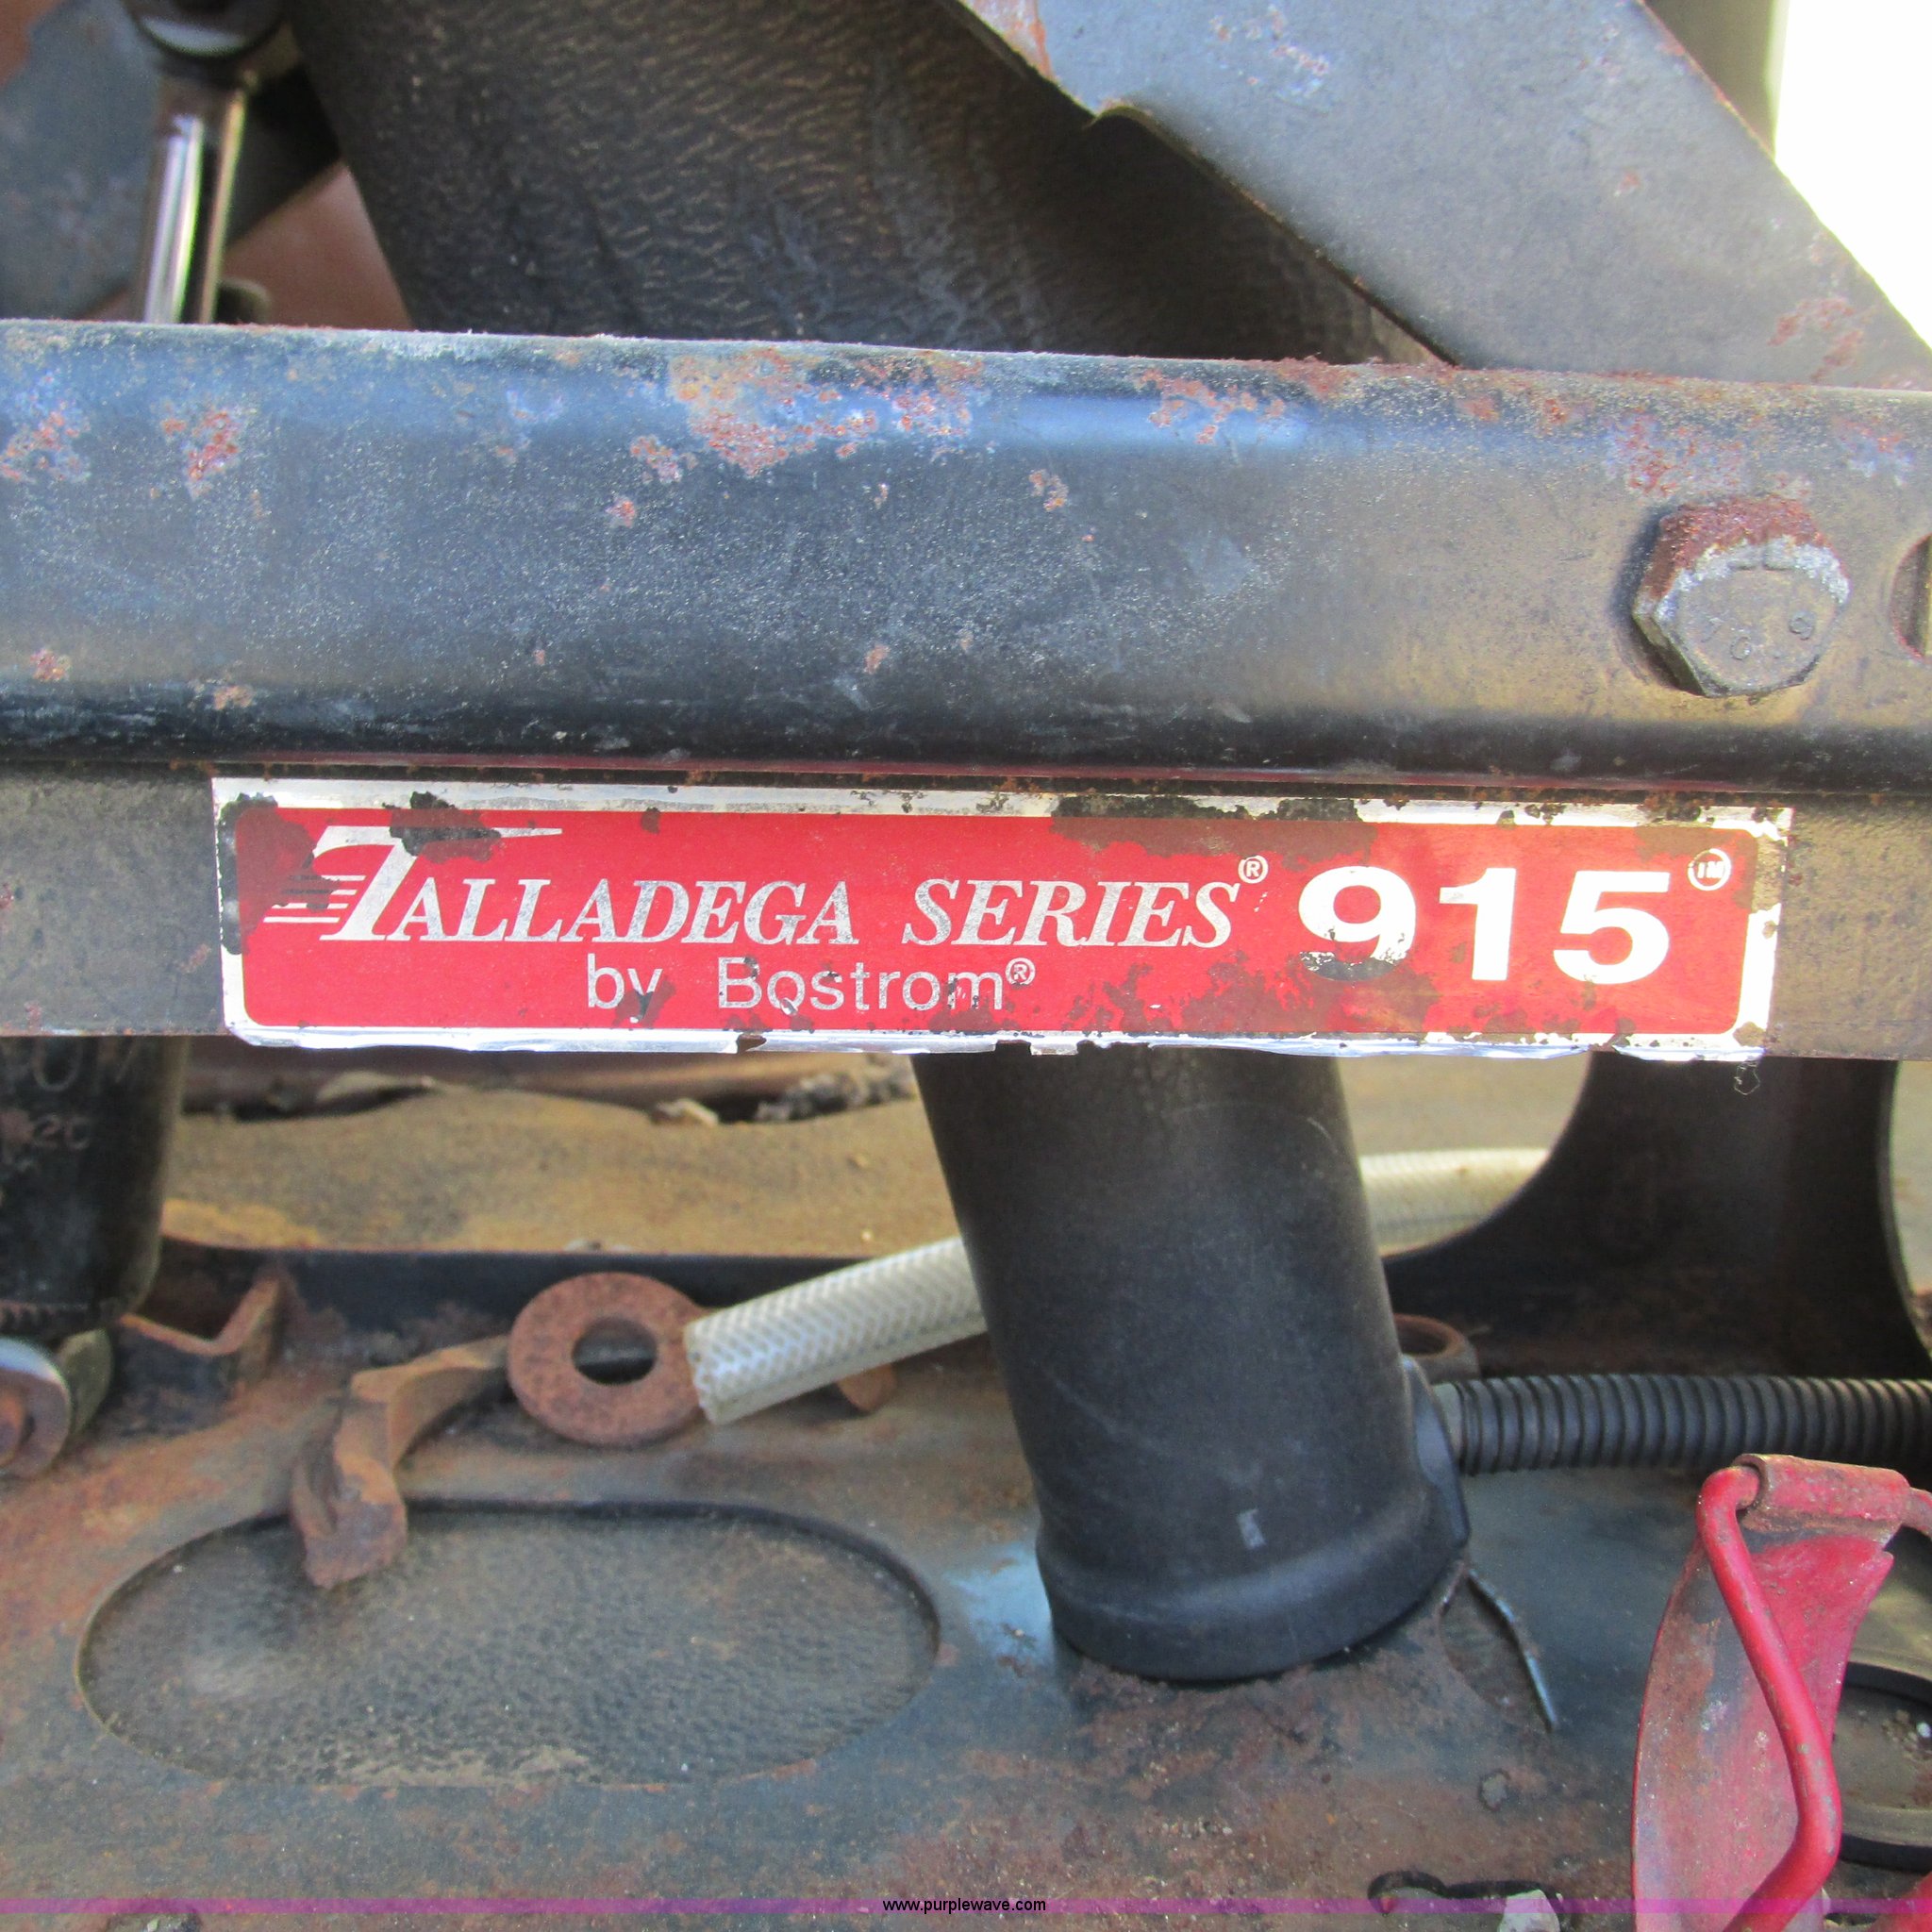 TALLADEGA SERIES® 915™
by Bostrom®
www.purplewave.com